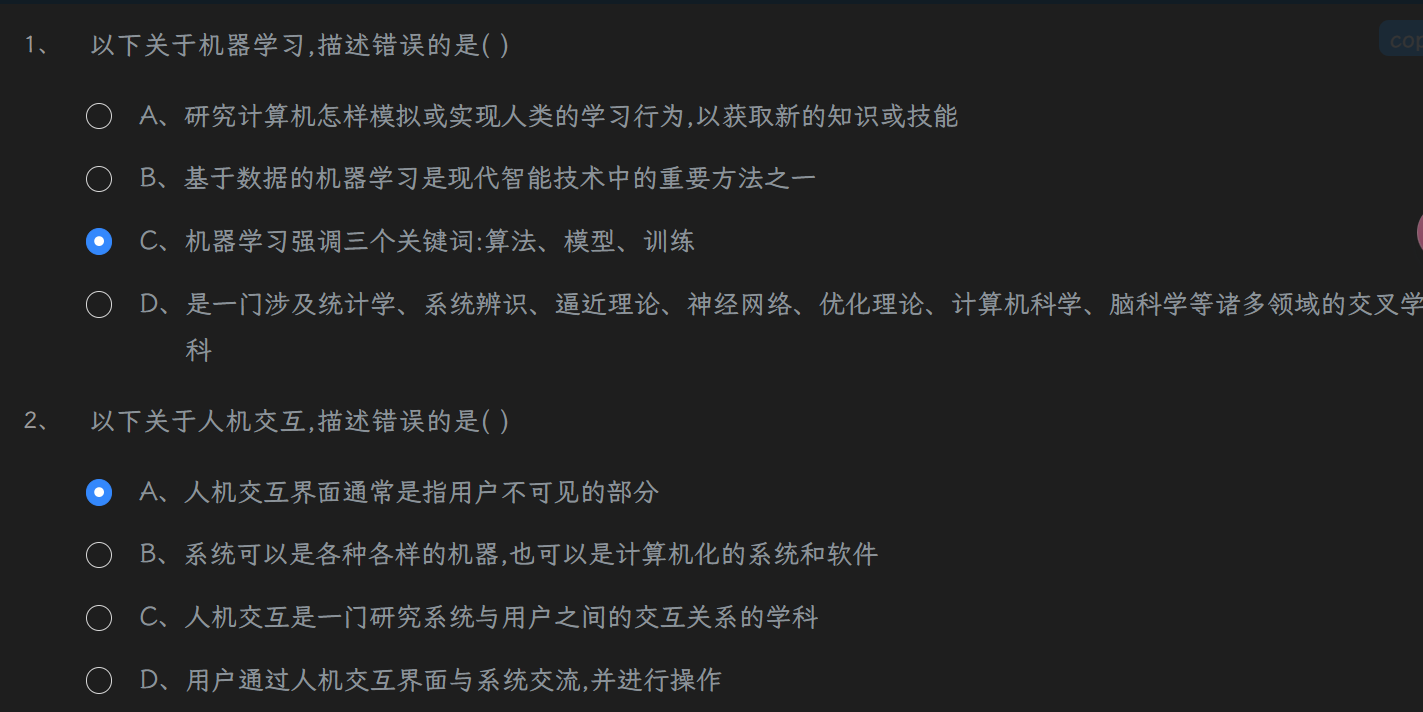 1、 以下关于机器学习,描述错误的是( )
A、研究计算机怎样模拟或实现人类的学习行为,以获取新的知识或技能
B、基于数据的机器学习是现代智能技术中的重要方法之一
C、机器学习强调三个关键词:算法、模型、训练
D、是一门涉及统计学、系统辨识、逼近理论、神经网络、优化理论、计算机科学、脑科学等诸多领域的交叉学
科
2、 以下关于人机交互,描述错误的是( )
A、人机交互界面通常是指用户不可见的部分
B、系统可以是各种各样的机器,也可以是计算机化的系统和软件
C、人机交互是一门研究系统与用户之间的交互关系的学科
D、用户通过人机交互界面与系统交流,并进行操作